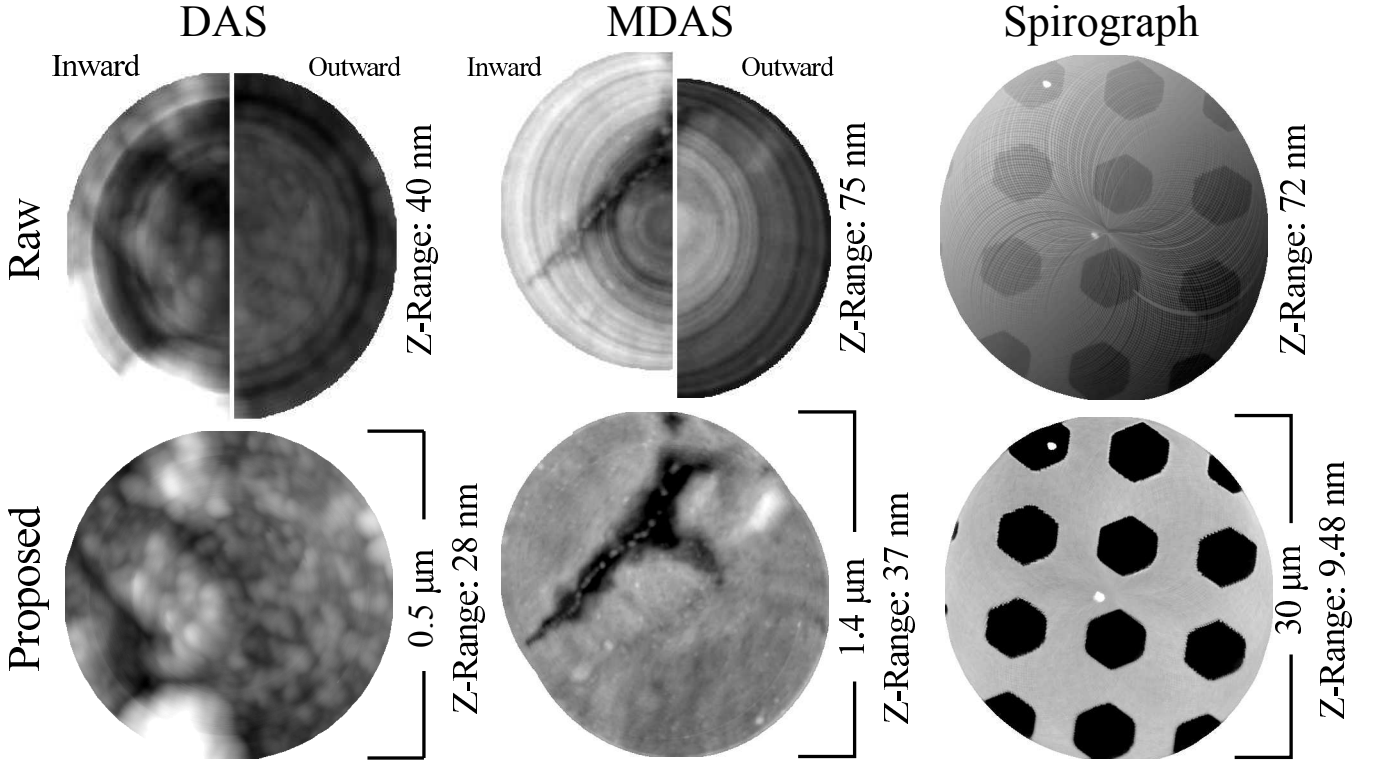 DAS
MDAS
Spirograph
Inward
Outward
Inward
Outward
Raw
Z-Range: 40 nm
Z-Range: 75 nm
Z-Range: 72 nm
Proposed
0.5 µm
Z-Range: 28 nm
1.4 µm
Z-Range: 37 nm
30 µm
Z-Range: 9.48 nm